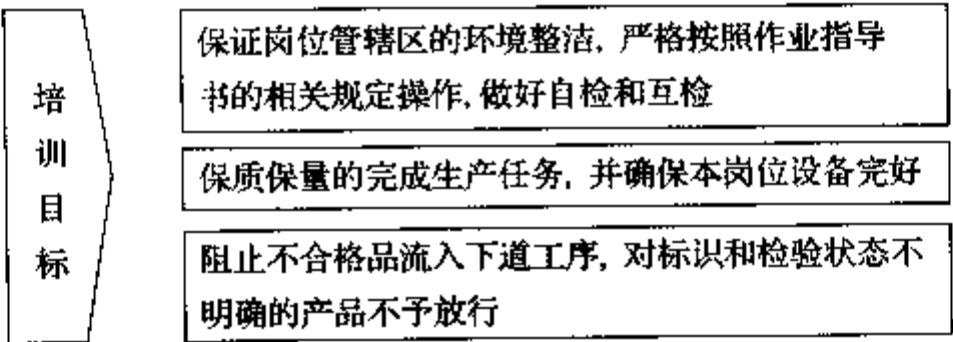 培训目标
保证岗位管辖区的环境整洁, 严格按照作业指导
书的相关规定操作,做好自检和互检
保质保量的完成生产任务, 并确保本岗位设备完好
阻止不合格品流入下道工序, 对标识和检验状态不
明确的产品不予放行